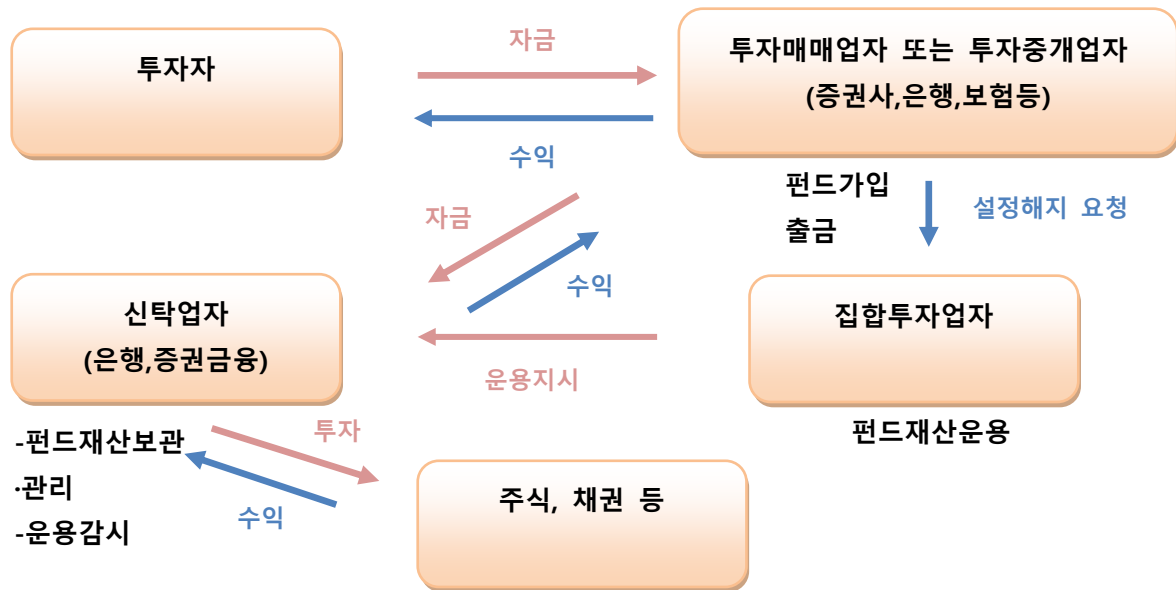 자금
투자자
투자매매업자 또는 투자중개업자
(증권사,은행,보험등)
수익
펀드가입
출금
설정해지 요청
자금
수익
신탁업자
(은행,증권금융)
집합투자업자
운용지시
펀드재산운용
-펀드재산보관
·관리
-운용감시
투자
수익
주식, 채권 등